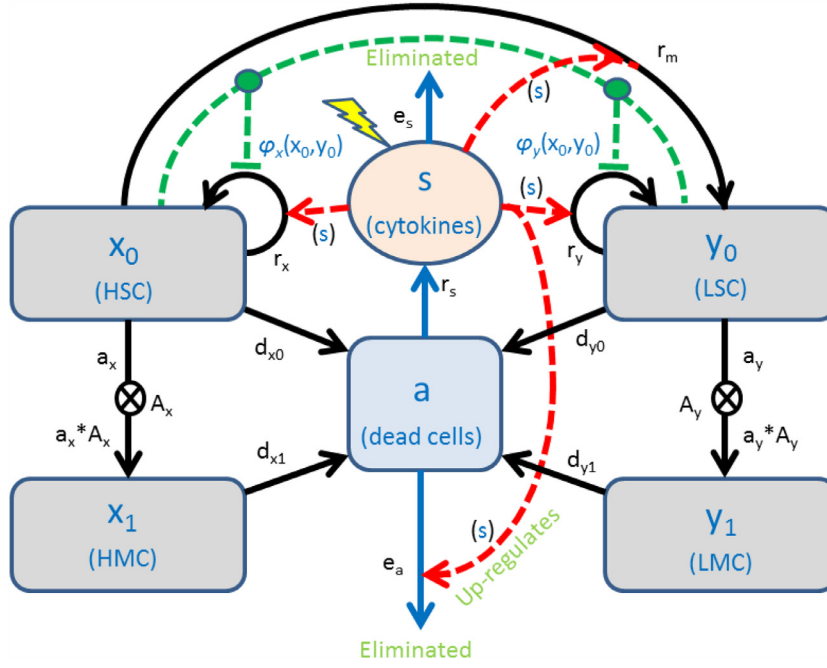 r_m
Eliminated
e_s
(s)
φ_x(x_0,y_0)
φ_y(x_0,y_0)
s
(cytokines)
(s)
(s)
x_0
(HSC)
r_x
r_y
y_0
(LSC)
r_s
d_x0
d_y0
a_x
a_y
A_x
A_y
a
(dead cells)
a_x*A_x
a_y*A_y
d_x1
d_y1
x_1
(HMC)
(s)
y_1
(LMC)
e_a
Up-regulates
Eliminated